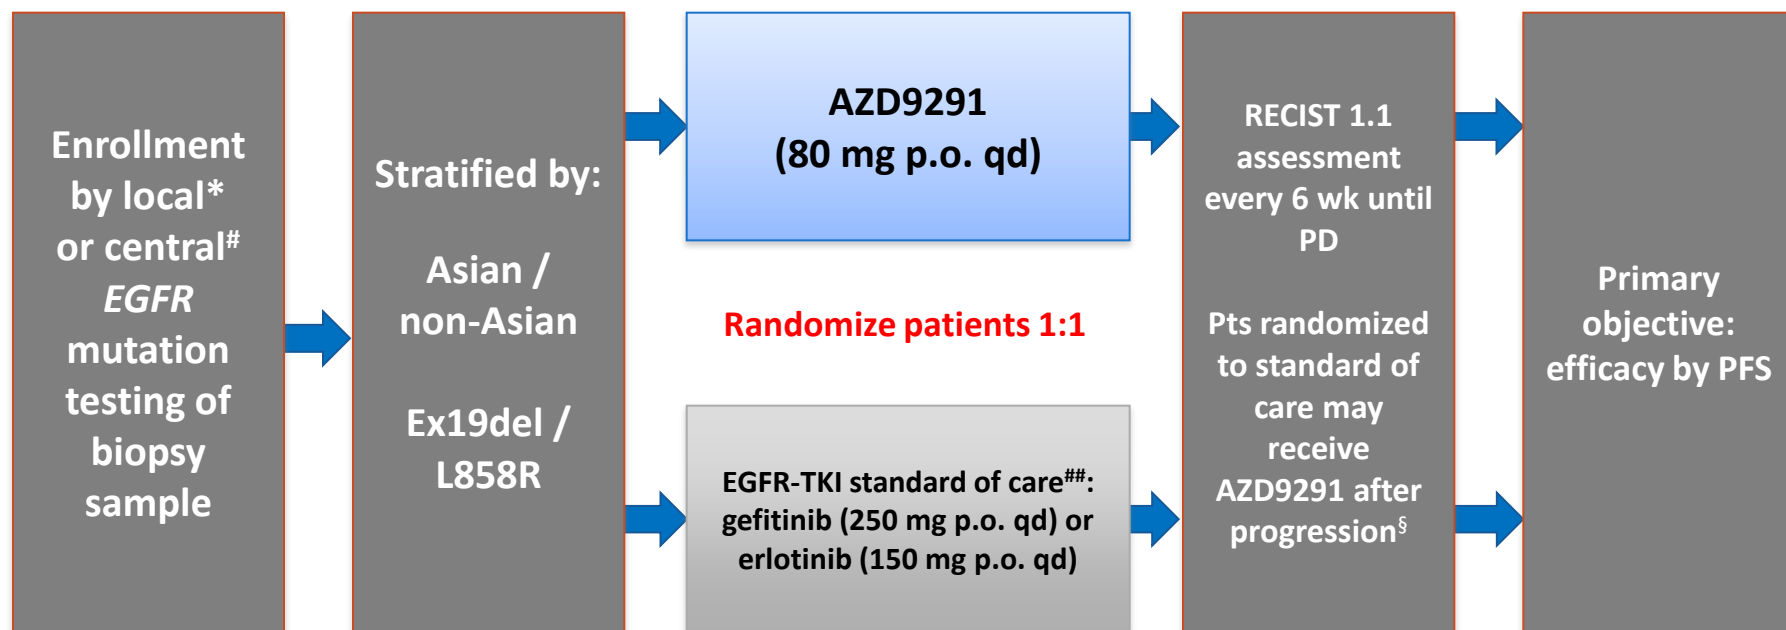 Enrollment
by local*
or central#
EGFR
mutation
testing of
biopsy
sample
Stratified by:
Asian /
non-Asian
Ex19del /
L858R
AZD9291
(80 mg p.o. qd)
Randomize patients 1:1
EGFR-TKI standard of care##:
gefitinib (250 mg p.o. qd) or
erlotinib (150 mg p.o. qd)
RECIST 1.1
assessment
every 6 wk until
PD
Pts randomized
to standard of
care may
receive
AZD9291 after
progression§
Primary
objective:
efficacy by PFS